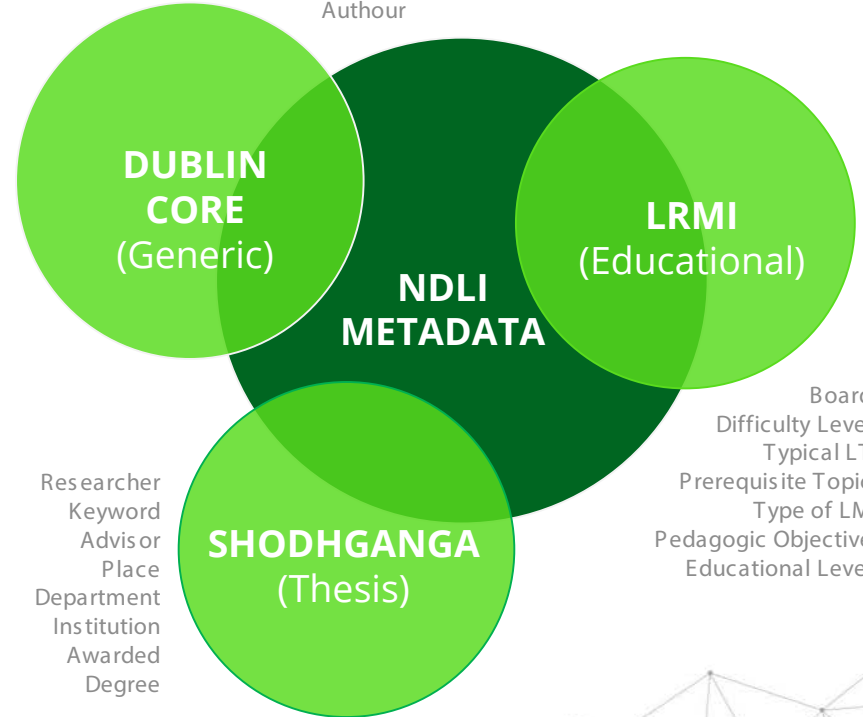 Authour
DUBLIN
CORE
(Generic)
LRMI
(Educational)
NDLI
METADATA
Board
Difficulty Leve
Typical LT
Prerequisite Topic
Type of LM
Pedagogic Objective
Educational Leve
Researcher
Keyword
Advisor
Place
Department
Institution
Awarded
Degree
SHODHGANGA
(Thesis)